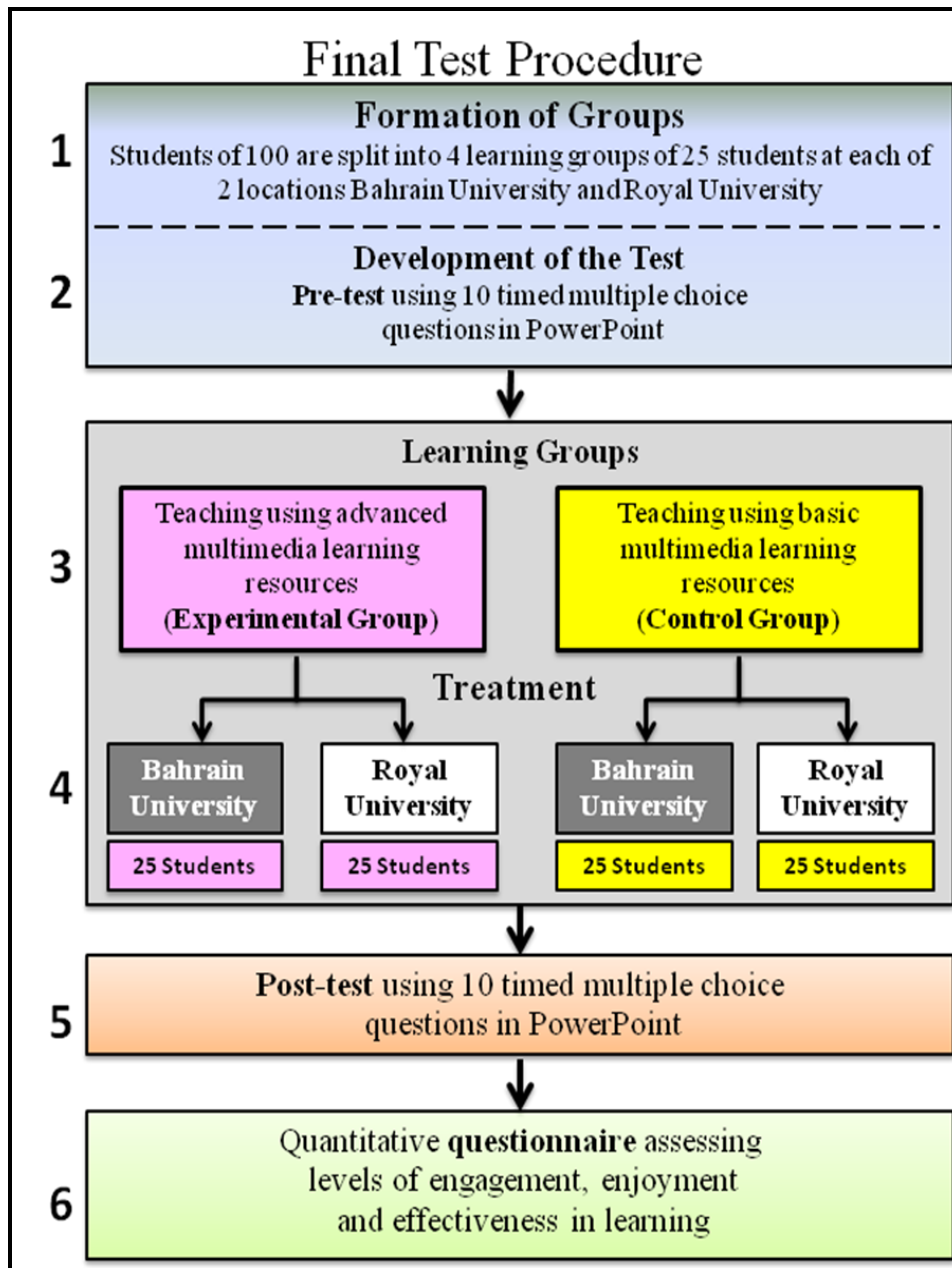 Final Test Procedure
1
Formation of Groups
Students of 100 are split into 4 learning groups of 25 students at each of
2 locations Bahrain University and Royal University
2
Development of the Test
Pre-test using 10 timed multiple choice
questions in PowerPoint
Learning Groups
3
Teaching using advanced
multimedia learning
resources
(Experimental Group)
Teaching using basic
multimedia learning
resources
(Control Group)
Treatment
4
Bahrain
University
25 Students
Royal
University
25 Students
Bahrain
University
25 Students
Royal
University
25 Students
5
Post-test using 10 timed multiple choice
questions in PowerPoint
6
Quantitative questionnaire assessing
levels of engagement, enjoyment
and effectiveness in learning